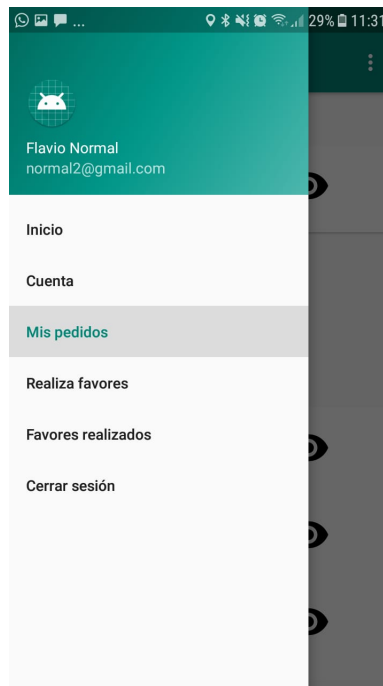 ... 29% 11:31
Flavio Normal
normal2@gmail.com
Inicio
Cuenta
Mis pedidos
Realiza favores
Favores realizados
Cerrar sesión